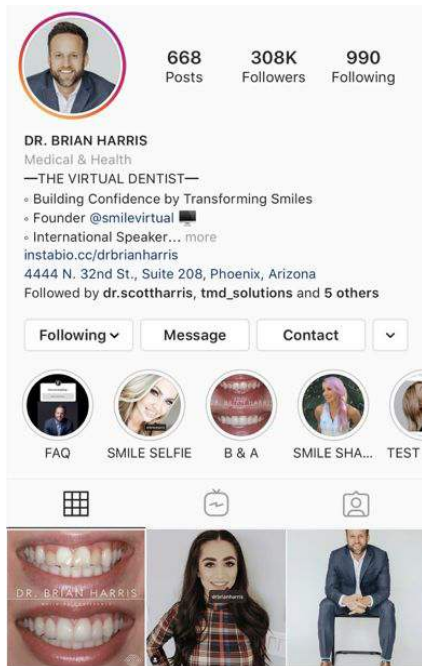 668 308K 990
Posts Followers Following
DR. BRIAN HARRIS
Medical & Health
—THE VIRTUAL DENTIST—
◦ Building Confidence by Transforming Smiles
◦ Founder @smilevirtual 🖥
◦ International Speaker... more
instabio.cc/drbrianharris
4444 N. 32nd St., Suite 208, Phoenix, Arizona
Followed by dr.scottharris, tmd_solutions and 5 others
Following Message Contact
FAQ SMILE SELFIE B & A SMILE SHA... TEST
DR. BRIAN HARRIS
@drbrianharris